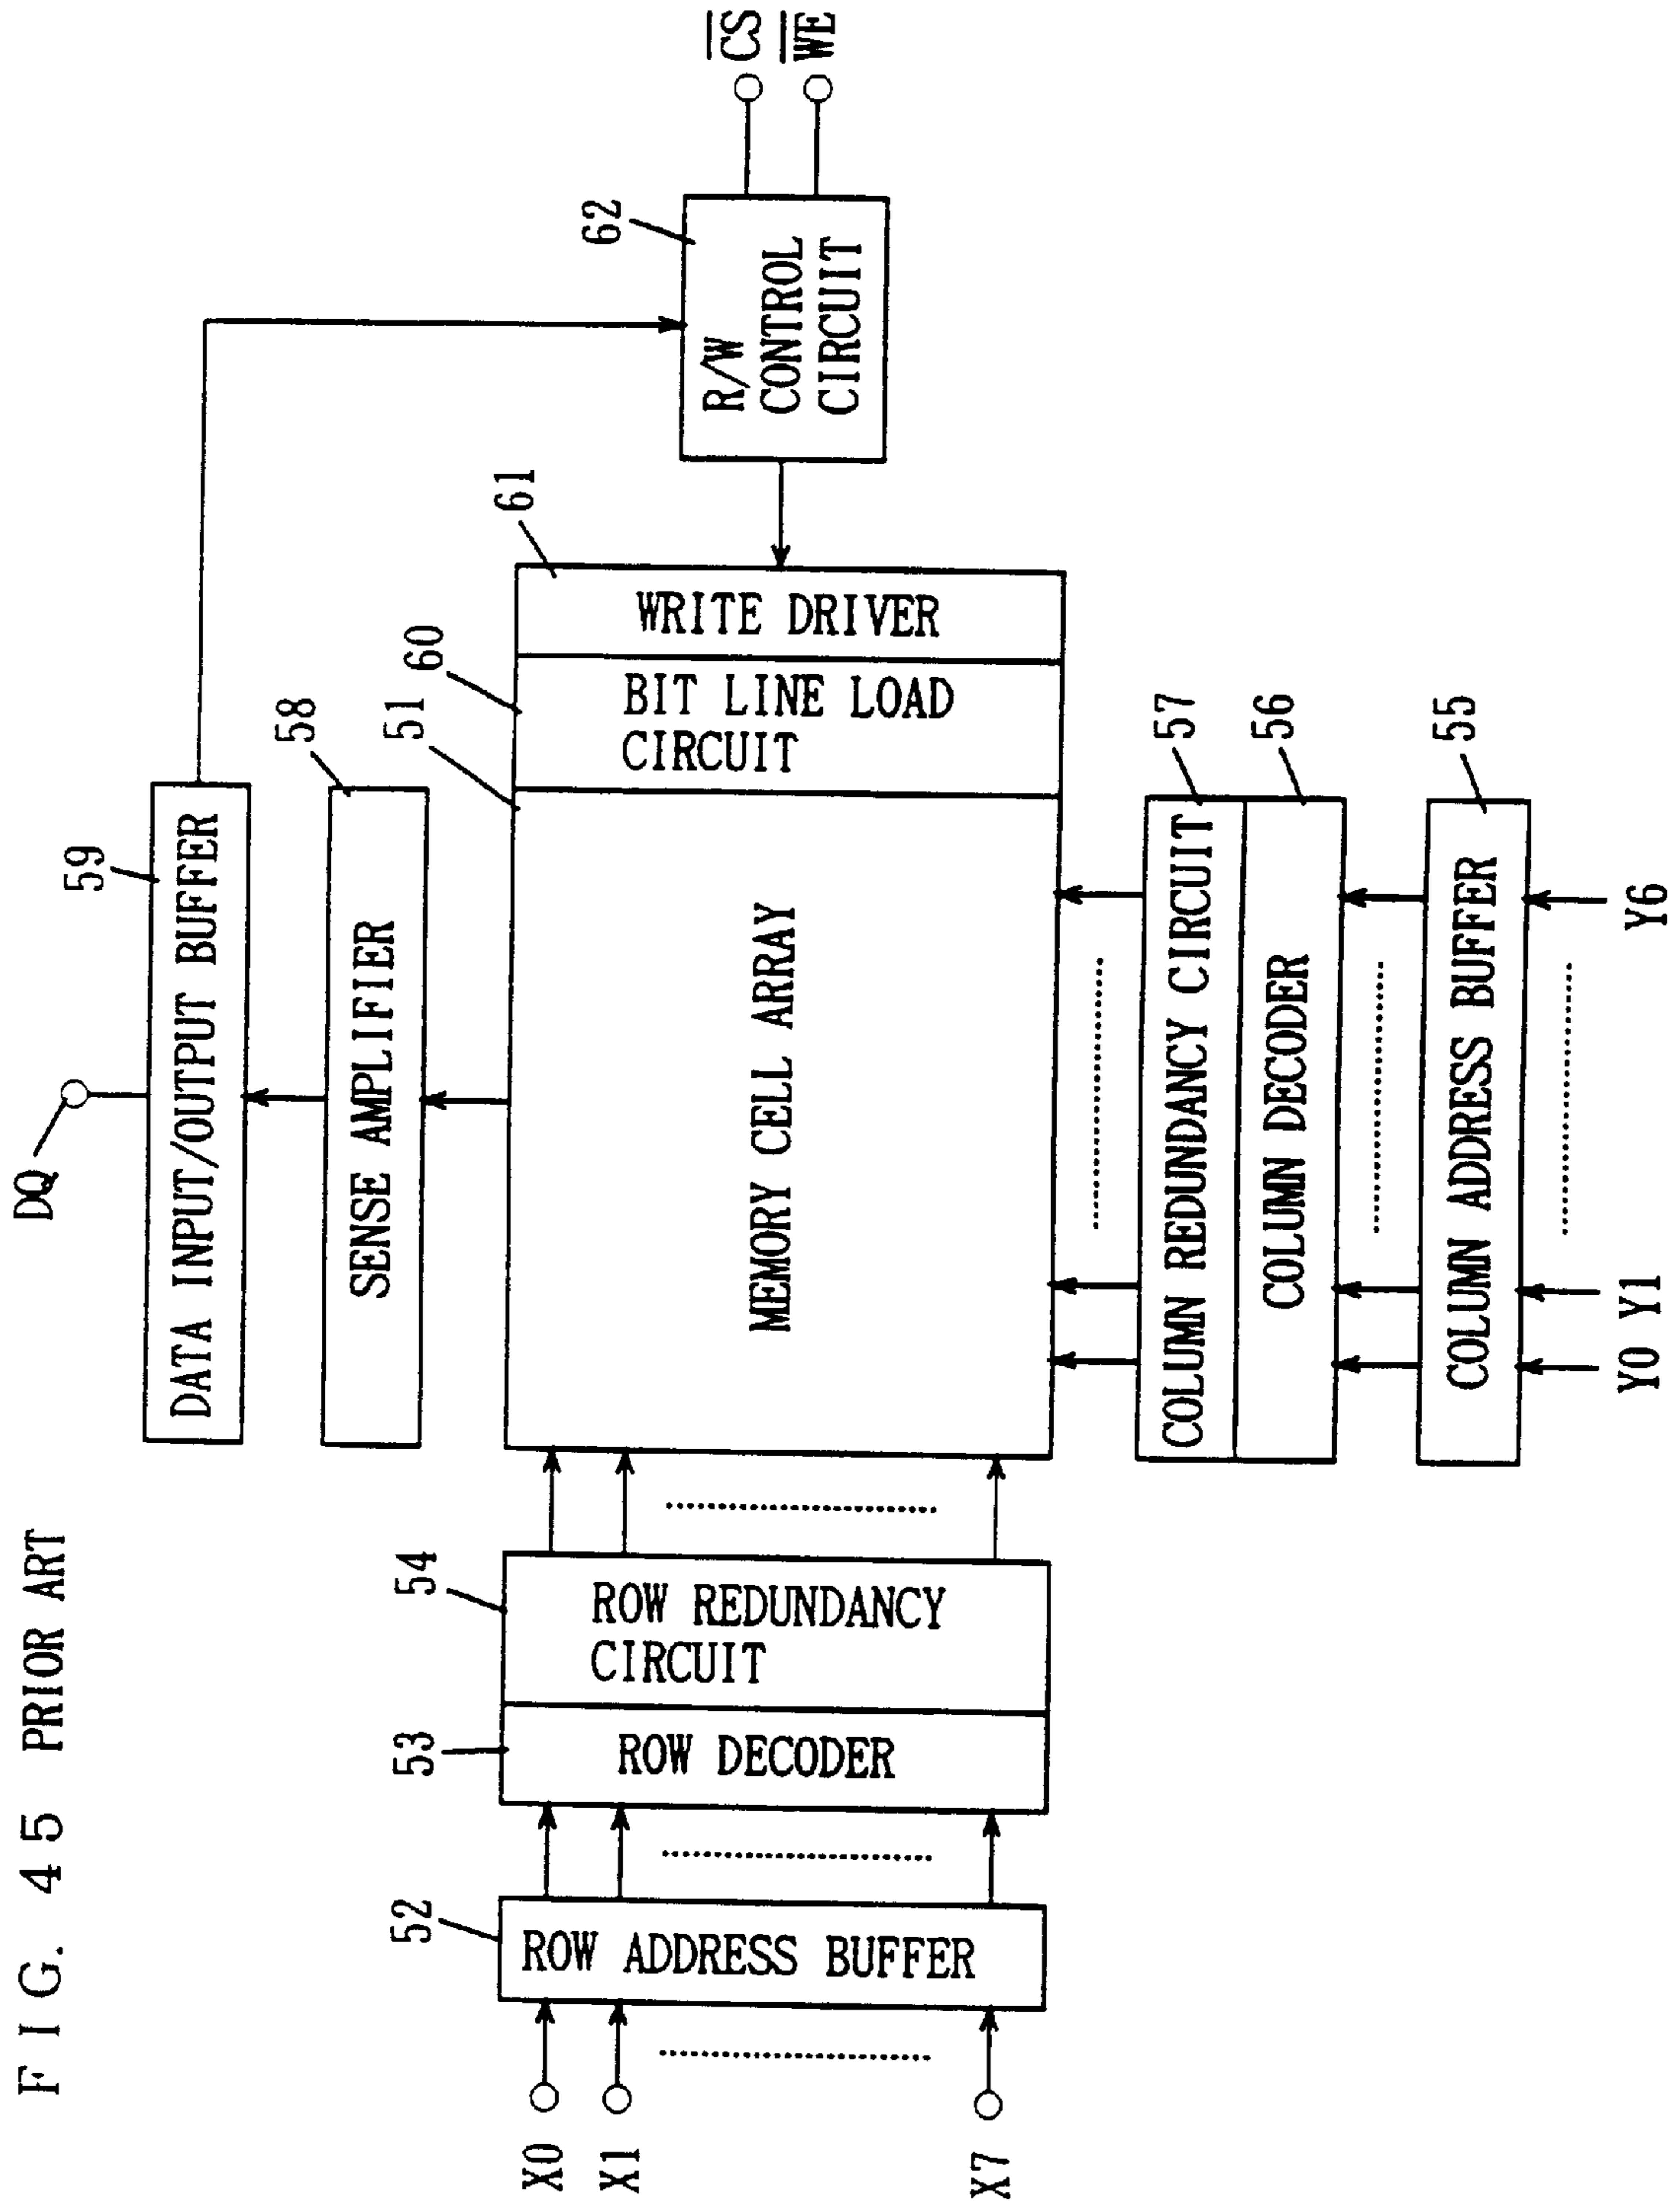 FIG. 45 PRIOR ART
DQ
59
DATA INPUT/OUTPUT BUFFER
58
SENSE AMPLIFIER
51
60
61
62
54
53
52
X0
X1
X7
ROW ADDRESS BUFFER
ROW DECODER
ROW REDUNDANCY
CIRCUIT
MEMORY CELL ARRAY
BIT LINE LOAD
CIRCUIT
WRITE DRIVER
R/W
CONTROL
CIRCUIT
CS
WE
57
COLUMN REDUNDANCY CIRCUIT
56
COLUMN DECODER
55
COLUMN ADDRESS BUFFER
Y0 Y1 Y6